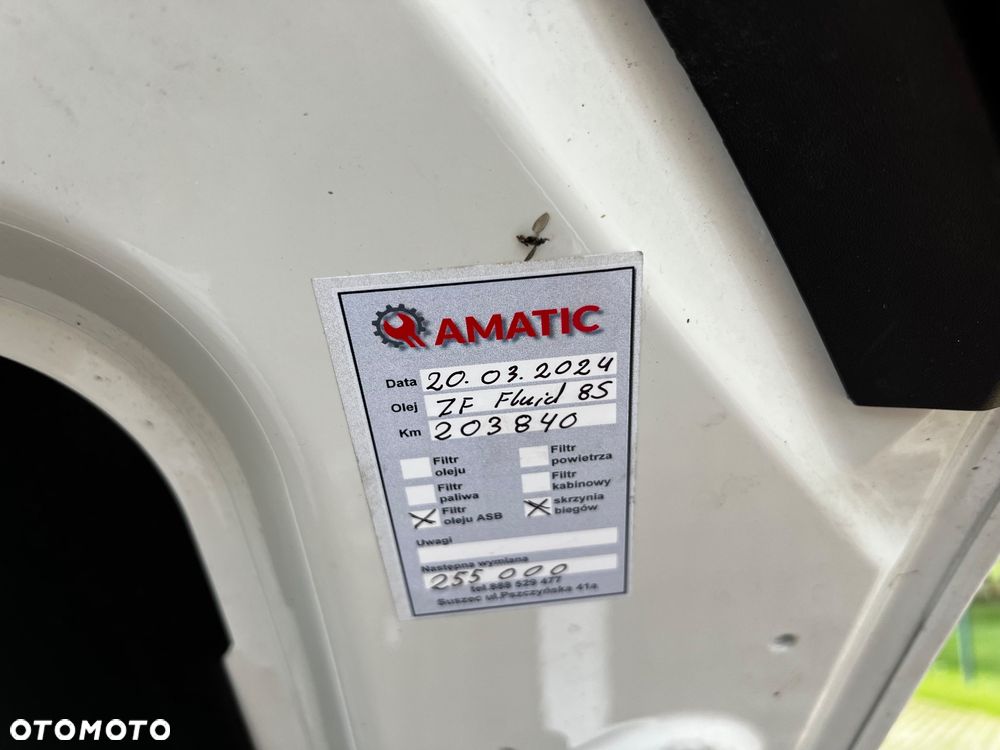 AMATIC
Data 20.03.2024
Olej ZF Fluid 8S
Km 203840
Filtr oleju
Filtr powietrza
Filtr paliwa
Filtr kabinowy
Filtr oleju ASB
skrzynia biegów
Uwagi
Następna wymiana
255 000
tel.888 529 477
Suszec ul.Pszczyńska 41a
OTOMOTO